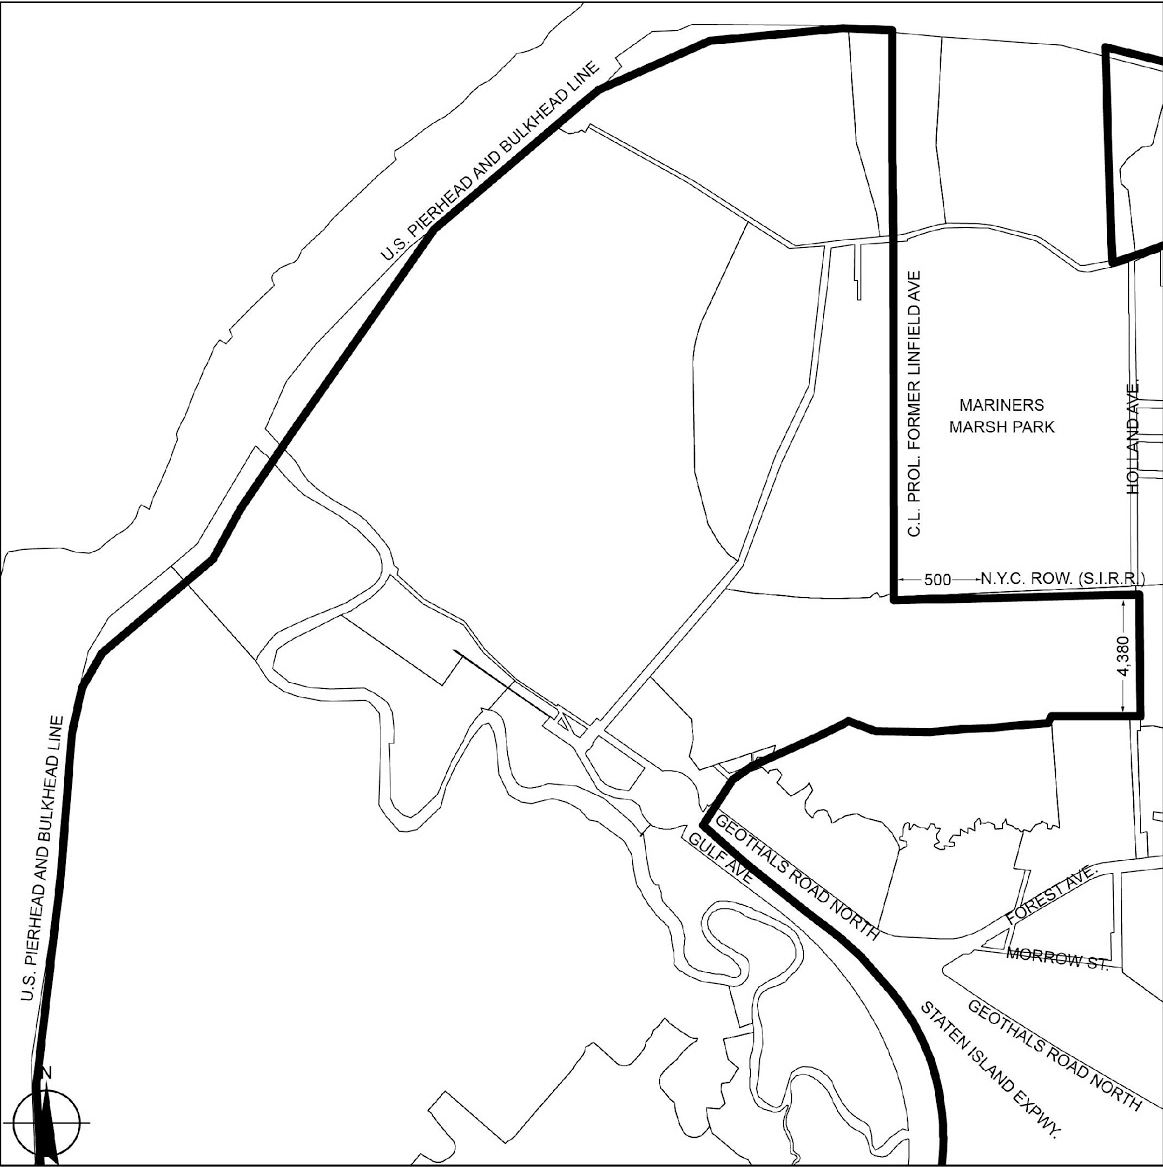 U.S. PIERHEAD AND BULKHEAD LINE
C.L. PROL. FORMER LINFIELD AVE
MARINERS
MARSH PARK
HOLLAND AVE.
500
N.Y.C. ROW. (S.I.R.R.)
4,380
U.S. PIERHEAD AND BULKHEAD LINE
GEOTHALS ROAD NORTH
GULF AVE
FOREST AVE.
MORROW ST.
GEOTHALS ROAD NORTH
STATEN ISLAND EXPWY.
N